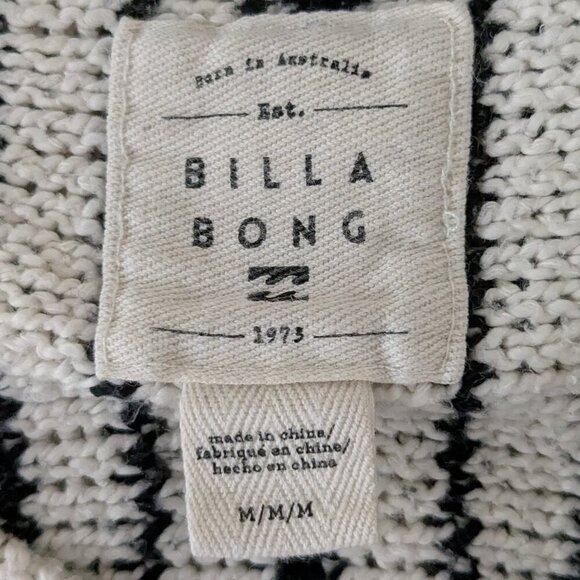 Born in Australia
Est.
BILLA
BONG
1973
made in china/
fabriqué en chine/
hecho en china
M/M/M